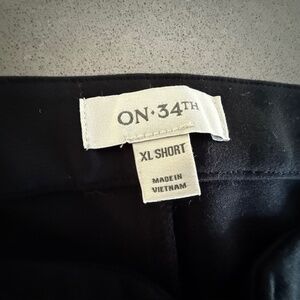 ON·34TH
XL SHORT
MADE IN
VIETNAM